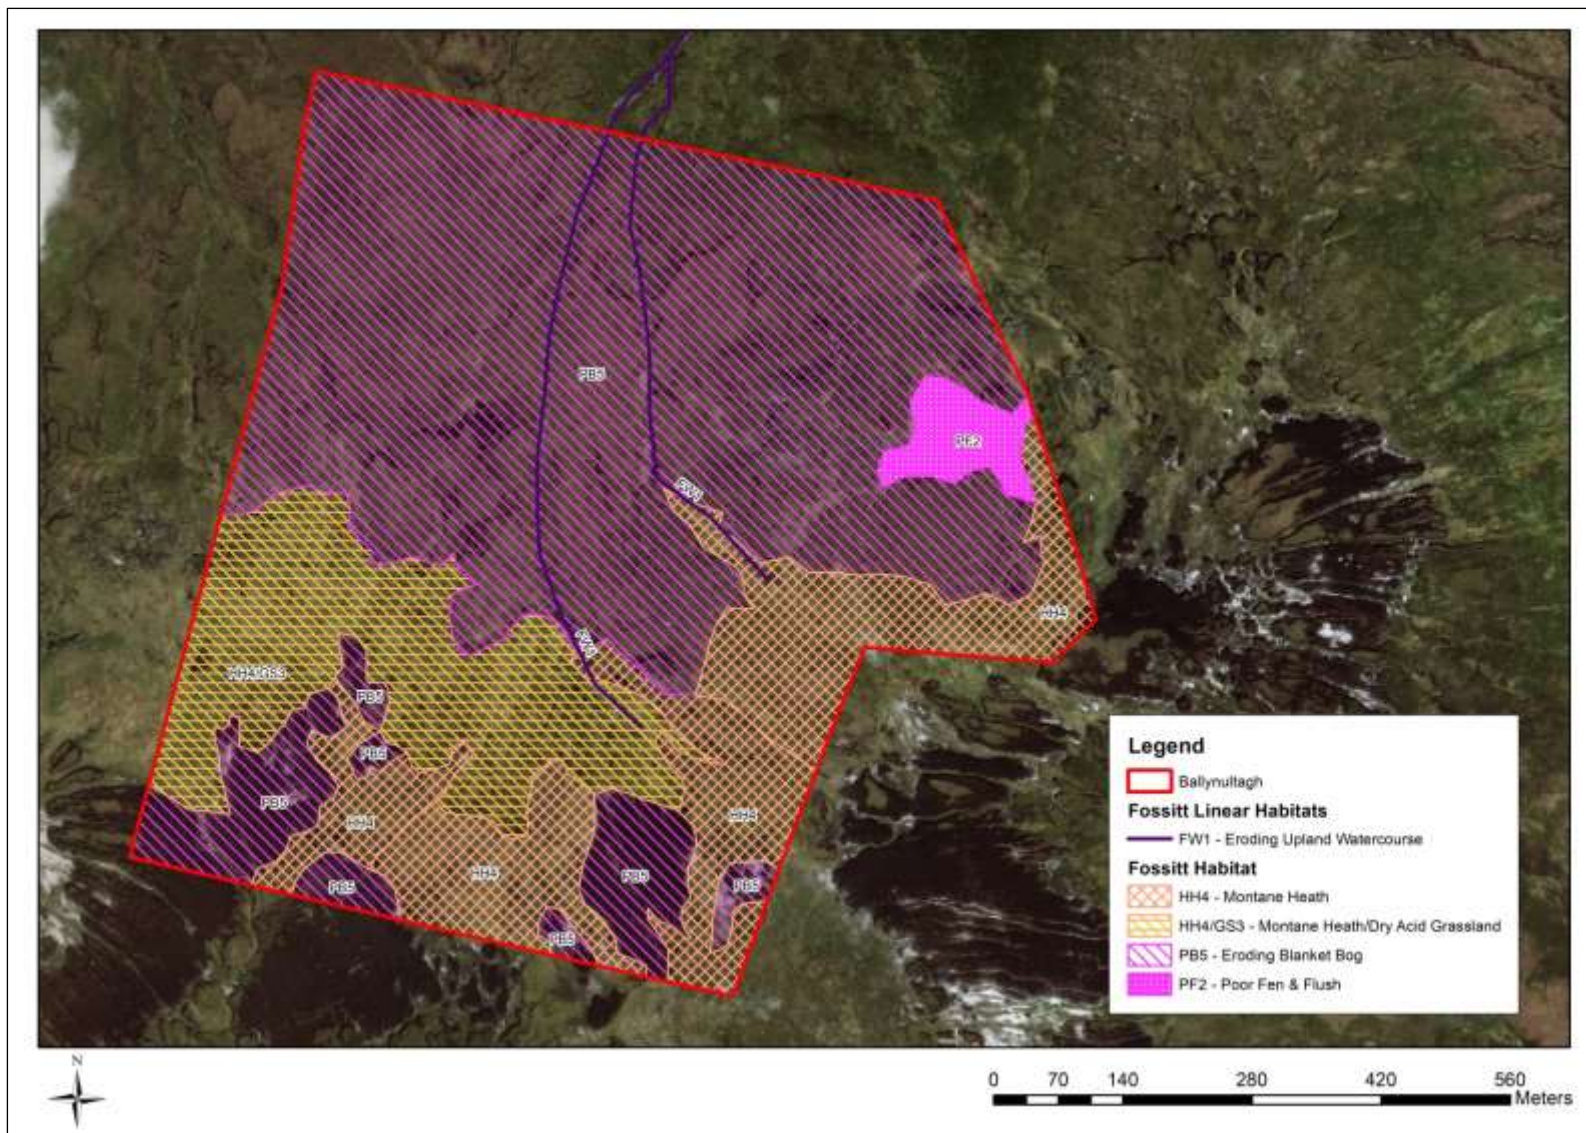 PB5
PF2
FW1
HH4
FW1
HH4/GS3
PB5
PB5
PB5
HH4
HH4
HH4
PB5
PB5
PB5
PB5
Legend
Ballynultagh
Fossitt Linear Habitats
FW1 - Eroding Upland Watercourse
Fossitt Habitat
HH4 - Montane Heath
HH4/GS3 - Montane Heath/Dry Acid Grassland
PB5 - Eroding Blanket Bog
PF2 - Poor Fen & Flush
N
0 70 140 280 420 560
Meters